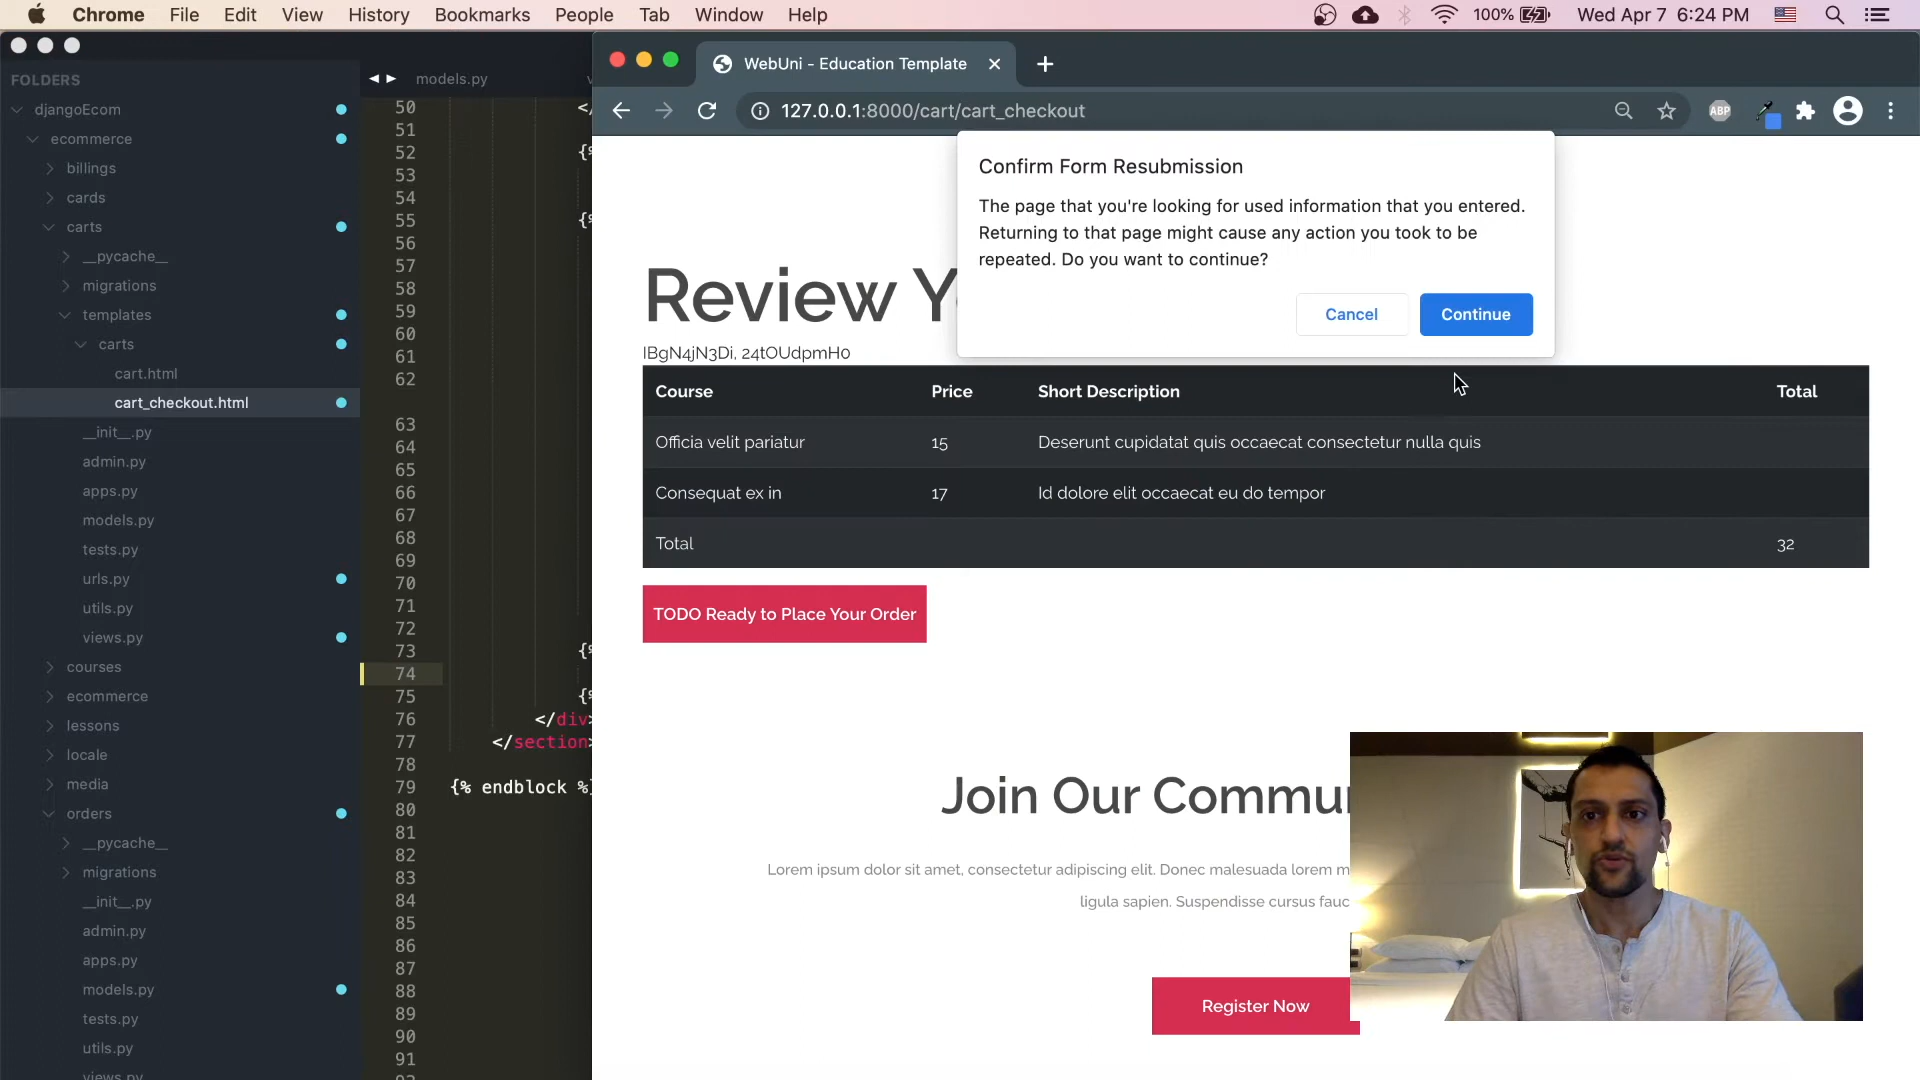 Chrome File Edit View History Bookmarks People Tab Window Help 100% Wed Apr 7 6:24 PM
FOLDERS
djangoEcom
ecommerce
billings
cards
carts
__pycache__
migrations
templates
carts
cart.html
cart_checkout.html
__init__.py
admin.py
apps.py
models.py
tests.py
urls.py
utils.py
views.py
courses
ecommerce
lessons
locale
media
orders
__pycache__
migrations
__init__.py
admin.py
apps.py
models.py
tests.py
utils.py
views.py
models.py
50 </
51
52 {%
53
54
55 {%
56
57
58
59
60
61
62
63
64
65
66
67
68
69
70
71
72
73 {%
74
75 {%
76 </div>
77 </section>
78
79 {% endblock %}
80
81
82
83
84
85
86
87
88
89
90
91
WebUni - Education Template
127.0.0.1:8000/cart/cart_checkout
ABP
Confirm Form Resubmission
The page that you're looking for used information that you entered.
Returning to that page might cause any action you took to be
repeated. Do you want to continue?
Cancel Continue
Review Y
IBgN4jN3Di, 24tOUdpmH0
Course Price Short Description Total
Officia velit pariatur 15 Deserunt cupidatat quis occaecat consectetur nulla quis
Consequat ex in 17 Id dolore elit occaecat eu do tempor
Total 32
TODO Ready to Place Your Order
Join Our Commu
Lorem ipsum dolor sit amet, consectetur adipiscing elit. Donec malesuada lorem m
ligula sapien. Suspendisse cursus fauc
Register Now